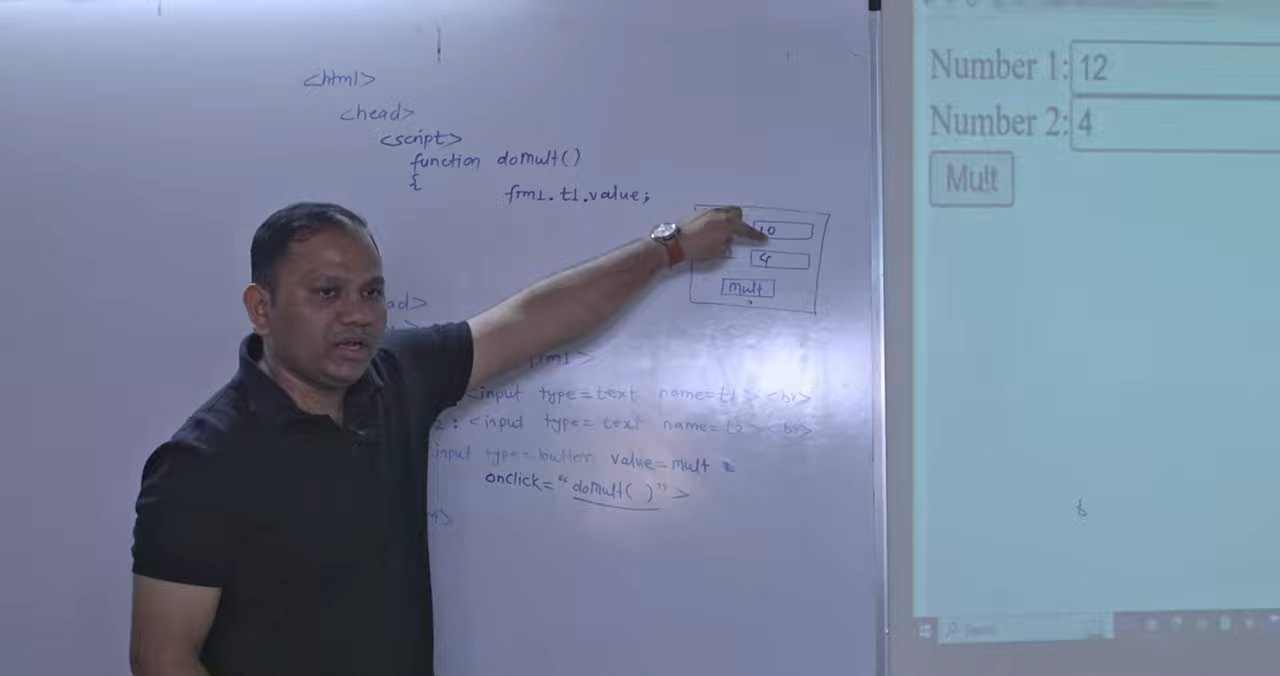 <html>
<head>
<script>
function domult()
{
frm1.t1.value;
10
4
Mult
ad>
frm1>
<input type=text name=t1><br>
2: <input type=text name=t2><br>
input type=button value=mult
onclick="domult( )">
m>
Number 1: 12
Number 2: 4
Mult
Search